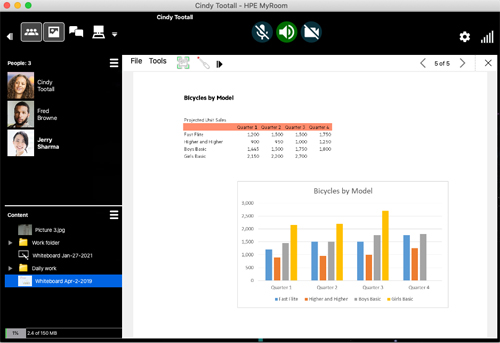 Cindy Tootall - HPE MyRoom
Cindy Tootall
People: 3
Cindy
Tootall
Fred
Browne
Jerry
Sharma
Content
Picture 3.jpg
Work folder
Whiteboard Jan-27-2021
Daily work
Whiteboard Apr-2-2019
1%
2.4 of 150 MB
File Tools
5 of 5
Bicycles by Model
Projected Unit Sales
Quarter 1 Quarter 2 Quarter 3 Quarter 4
Fast Flite 1,200 1,500 1,500 1,750
Higher and Higher 900 950 1,000 1,250
Boys Basic 1,445 1,500 1,750 1,800
Girls Basic 2,150 2,200 2,700
Bicycles by Model
3,000
2,500
2,000
1,500
1,000
500
0
Quarter 1 Quarter 2 Quarter 3 Quarter 4
Fast Flite Higher and Higher Boys Basic Girls Basic